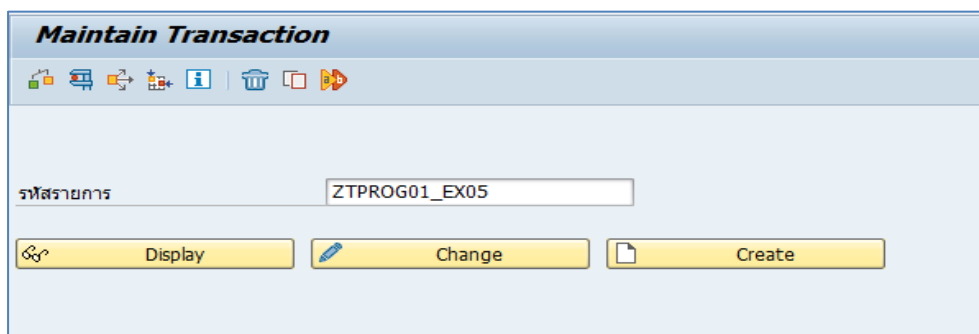 Maintain Transaction
รหัสรายการ ZTPROG01_EX05
Display Change Create